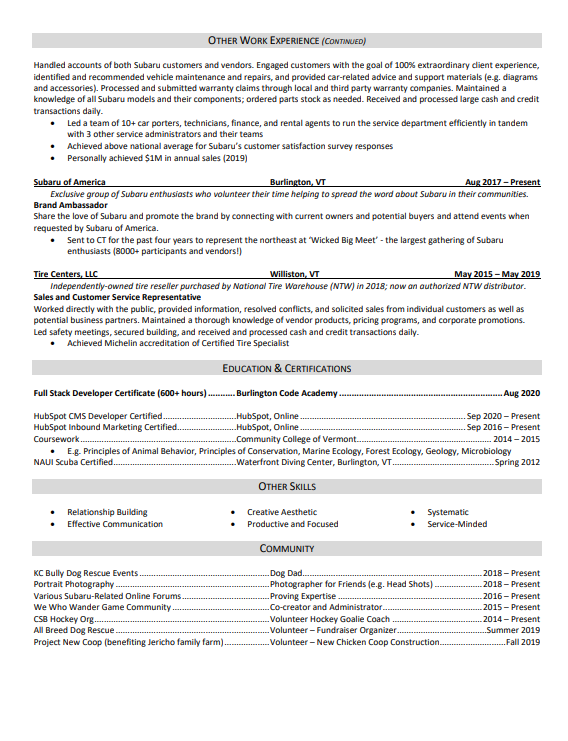 OTHER WORK EXPERIENCE (CONTINUED)
Handled accounts of both Subaru customers and vendors. Engaged customers with the goal of 100% extraordinary client experience,
identified and recommended vehicle maintenance and repairs, and provided car-related advice and support materials (e.g. diagrams
and accessories). Processed and submitted warranty claims through local and third party warranty companies. Maintained a
knowledge of all Subaru models and their components; ordered parts stock as needed. Received and processed large cash and credit
transactions daily.
• Led a team of 10+ car porters, technicians, finance, and rental agents to run the service department efficiently in tandem
with 3 other service administrators and their teams
• Achieved above national average for Subaru's customer satisfaction survey responses
• Personally achieved $1M in annual sales (2019)
Subaru of America Burlington, VT Aug 2017 – Present
Exclusive group of Subaru enthusiasts who volunteer their time helping to spread the word about Subaru in their communities.
Brand Ambassador
Share the love of Subaru and promote the brand by connecting with current owners and potential buyers and attend events when
requested by Subaru of America.
• Sent to CT for the past four years to represent the northeast at 'Wicked Big Meet' - the largest gathering of Subaru
enthusiasts (8000+ participants and vendors!)
Tire Centers, LLC Williston, VT May 2015 – May 2019
Independently-owned tire reseller purchased by National Tire Warehouse (NTW) in 2018; now an authorized NTW distributor.
Sales and Customer Service Representative
Worked directly with the public, provided information, resolved conflicts, and solicited sales from individual customers as well as
potential business partners. Maintained a thorough knowledge of vendor products, pricing programs, and corporate promotions.
Led safety meetings, secured building, and received and processed cash and credit transactions daily.
• Achieved Michelin accreditation of Certified Tire Specialist
EDUCATION & CERTIFICATIONS
Full Stack Developer Certificate (600+ hours) ........... Burlington Code Academy ............................................................ Aug 2020
HubSpot CMS Developer Certified........................... HubSpot, Online ............................................................ Sep 2020 – Present
HubSpot Inbound Marketing Certified..................... HubSpot, Online ............................................................ Sep 2016 – Present
Coursework ........................................................ Community College of Vermont.................................................. 2014 – 2015
• E.g. Principles of Animal Behavior, Principles of Conservation, Marine Ecology, Forest Ecology, Geology, Microbiology
NAUI Scuba Certified............................................. Waterfront Diving Center, Burlington, VT...................................... Spring 2012
OTHER SKILLS
• Relationship Building • Creative Aesthetic • Systematic
• Effective Communication • Productive and Focused • Service-Minded
COMMUNITY
KC Bully Dog Rescue Events ............................................. Dog Dad............................................................ 2018 – Present
Portrait Photography ...................................................... Photographer for Friends (e.g. Head Shots) ................... 2018 – Present
Various Subaru-Related Online Forums ........................... Proving Expertise ................................................. 2016 – Present
We Who Wander Game Community ............................... Co-creator and Administrator.................................... 2015 – Present
CSB Hockey Org................................................................ Volunteer Hockey Goalie Coach ............................... 2014 – Present
All Breed Dog Rescue ...................................................... Volunteer – Fundraiser Organizer............................... Summer 2019
Project New Coop (benefiting Jericho family farm) ............... Volunteer – New Chicken Coop Construction....................... Fall 2019